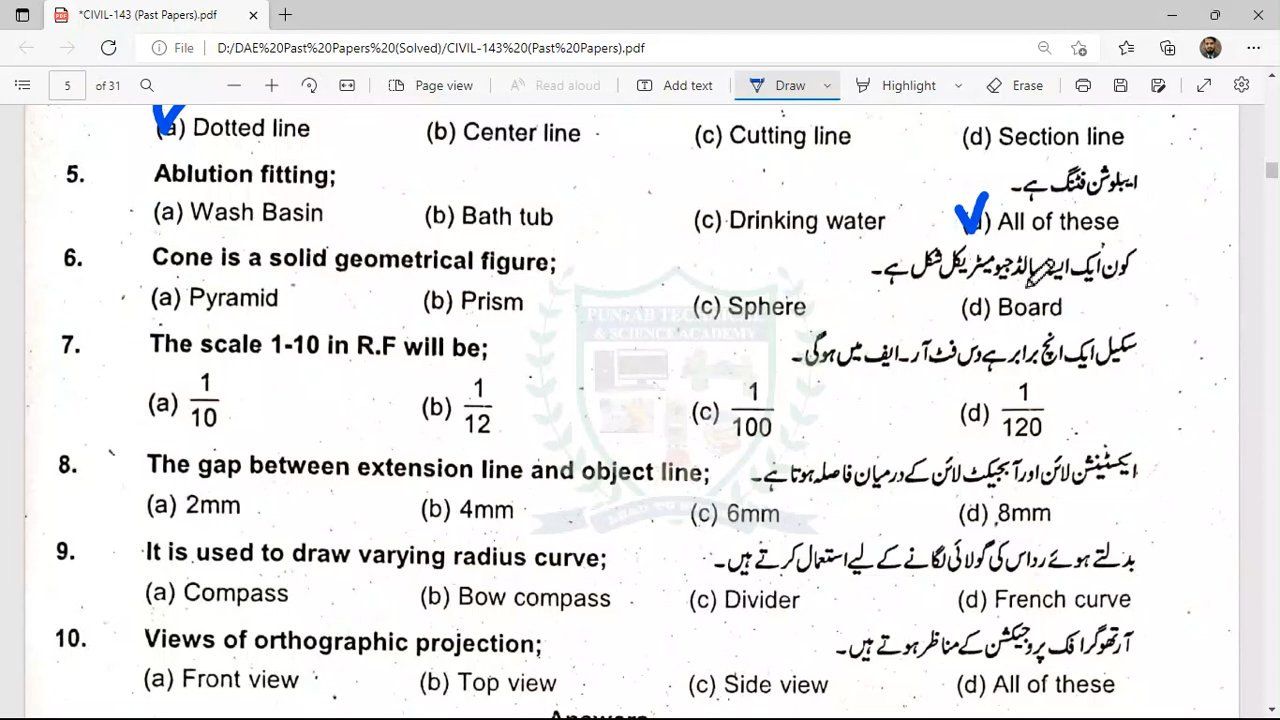 *CIVIL-143 (Past Papers).pdf
File D:/DAE%20Past%20Papers%20(Solved)/CIVIL-143%20(Past%20Papers).pdf
5 of 31 Page view Read aloud Add text Draw Highlight Erase
(a) Dotted line (b) Center line (c) Cutting line (d) Section line
5. Ablution fitting; ایبلوشن فٹنگ ہے۔
(a) Wash Basin (b) Bath tub (c) Drinking water (d) All of these
6. Cone is a solid geometrical figure; کون ایک ایسی سالڈ جیومیٹریکل شکل ہے۔
(a) Pyramid (b) Prism (c) Sphere (d) Board
PUNJAB TECHNICAL
& SCIENCE ACADEMY
7. The scale 1-10 in R.F will be; سکیل ایک انچ برابر ہے دس فٹ آر۔ایف میں ہوگی۔
(a) 1/10 (b) 1/12 (c) 1/100 (d) 1/120
8. The gap between extension line and object line; ایکسٹینشن لائن اور آبجیکٹ لائن کے درمیان فاصلہ ہوتا ہے۔
(a) 2mm (b) 4mm (c) 6mm (d) 8mm
9. It is used to draw varying radius curve; بدلتے ہوئے رداس کی گولائی لگانے کے لیے استعمال کرتے ہیں۔
(a) Compass (b) Bow compass (c) Divider (d) French curve
10. Views of orthographic projection; آرتھوگرافک پروجیکشن کے مناظر ہوتے ہیں۔
(a) Front view (b) Top view (c) Side view (d) All of these
Answers